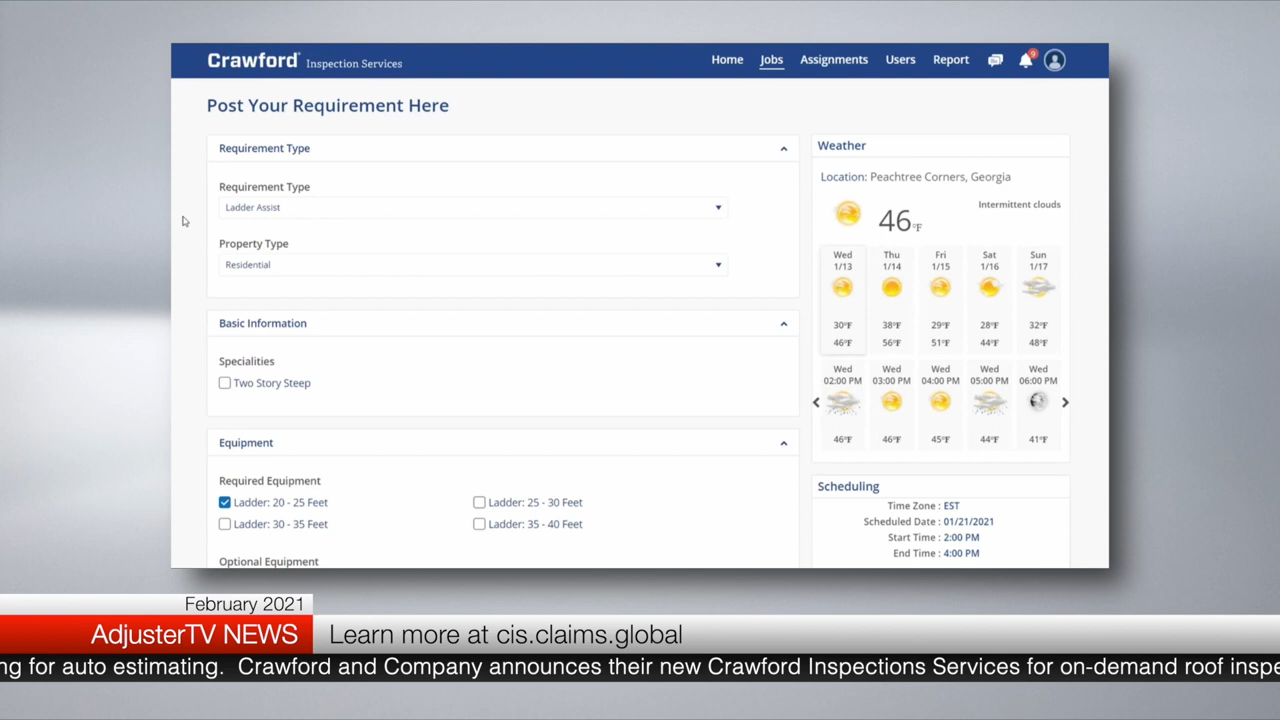 Crawford® Inspection Services
Home Jobs Assignments Users Report 9
Post Your Requirement Here
Requirement Type
Requirement Type
Ladder Assist
Property Type
Residential
Basic Information
Specialities
Two Story Steep
Equipment
Required Equipment
Ladder: 20 - 25 Feet Ladder: 25 - 30 Feet
Ladder: 30 - 35 Feet Ladder: 35 - 40 Feet
Optional Equipment
Weather
Location: Peachtree Corners, Georgia
Intermittent clouds
46°F
Wed Thu Fri Sat Sun
1/13 1/14 1/15 1/16 1/17
30°F 38°F 29°F 28°F 32°F
46°F 56°F 51°F 44°F 48°F
Wed Wed Wed Wed Wed
02:00 PM 03:00 PM 04:00 PM 05:00 PM 06:00 PM
46°F 46°F 45°F 44°F 41°F
Scheduling
Time Zone : EST
Scheduled Date : 01/21/2021
Start Time : 2:00 PM
End Time : 4:00 PM
February 2021
AdjusterTV NEWS Learn more at cis.claims.global
ng for auto estimating. Crawford and Company announces their new Crawford Inspections Services for on-demand roof inspe